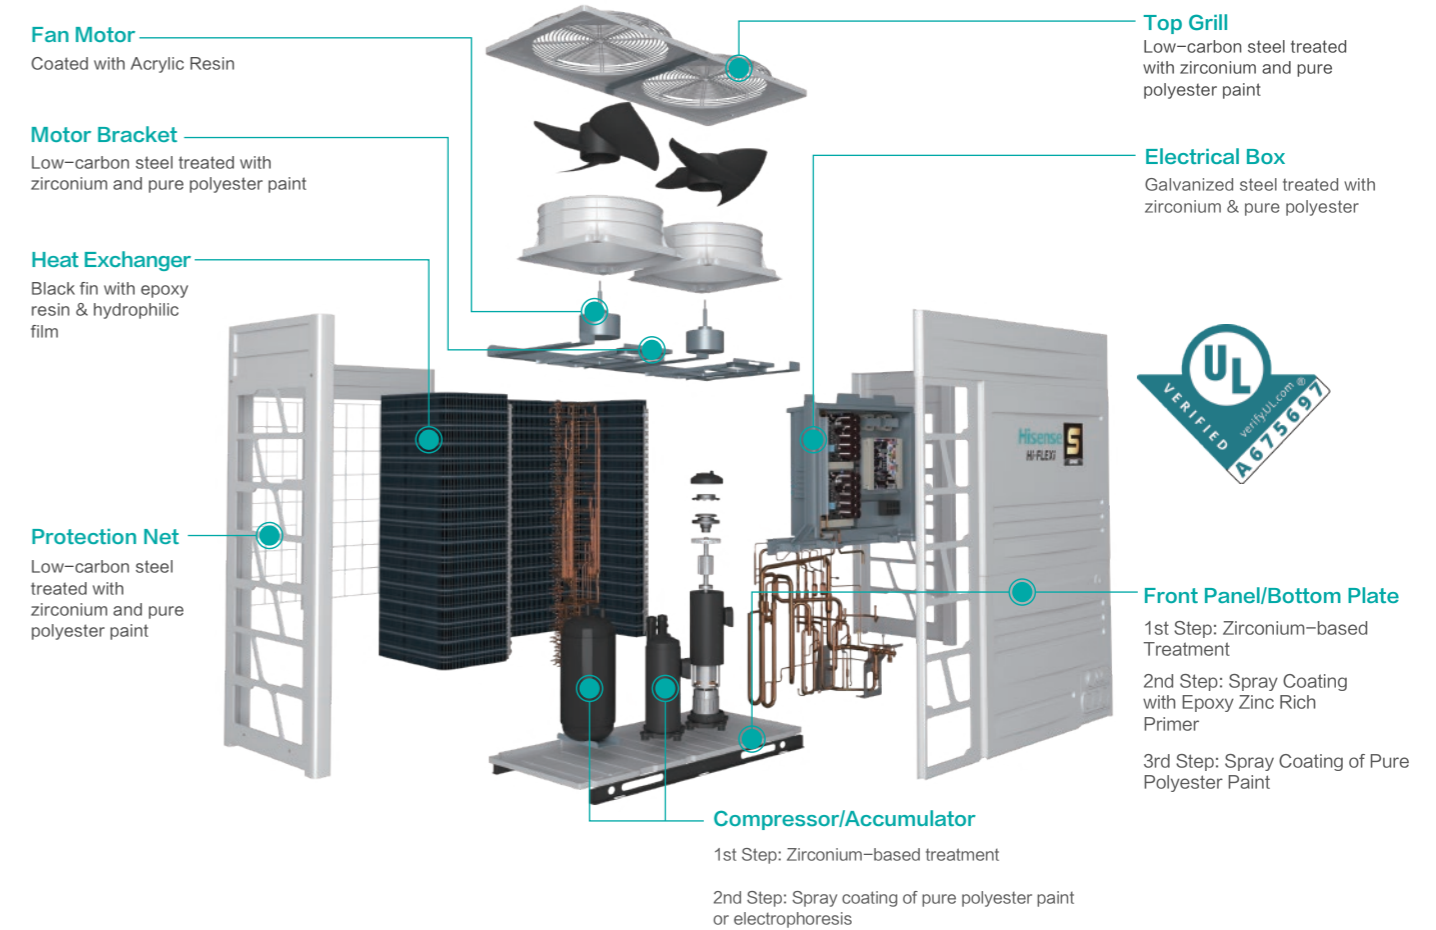 Fan Motor
Coated with Acrylic Resin
Motor Bracket
Low-carbon steel treated with
zirconium and pure polyester paint
Heat Exchanger
Black fin with epoxy
resin & hydrophilic
film
Protection Net
Low-carbon steel
treated with
zirconium and pure
polyester paint
Top Grill
Low-carbon steel treated
with zirconium and pure
polyester paint
Electrical Box
Galvanized steel treated with
zirconium & pure polyester
Hisense
HI-FLEXI
S
UL
VERIFIED
verify.UL.com ®
A675697
Front Panel/Bottom Plate
1st Step: Zirconium-based
Treatment
2nd Step: Spray Coating
with Epoxy Zinc Rich
Primer
3rd Step: Spray Coating of Pure
Polyester Paint
Compressor/Accumulator
1st Step: Zirconium-based treatment
2nd Step: Spray coating of pure polyester paint
or electrophoresis